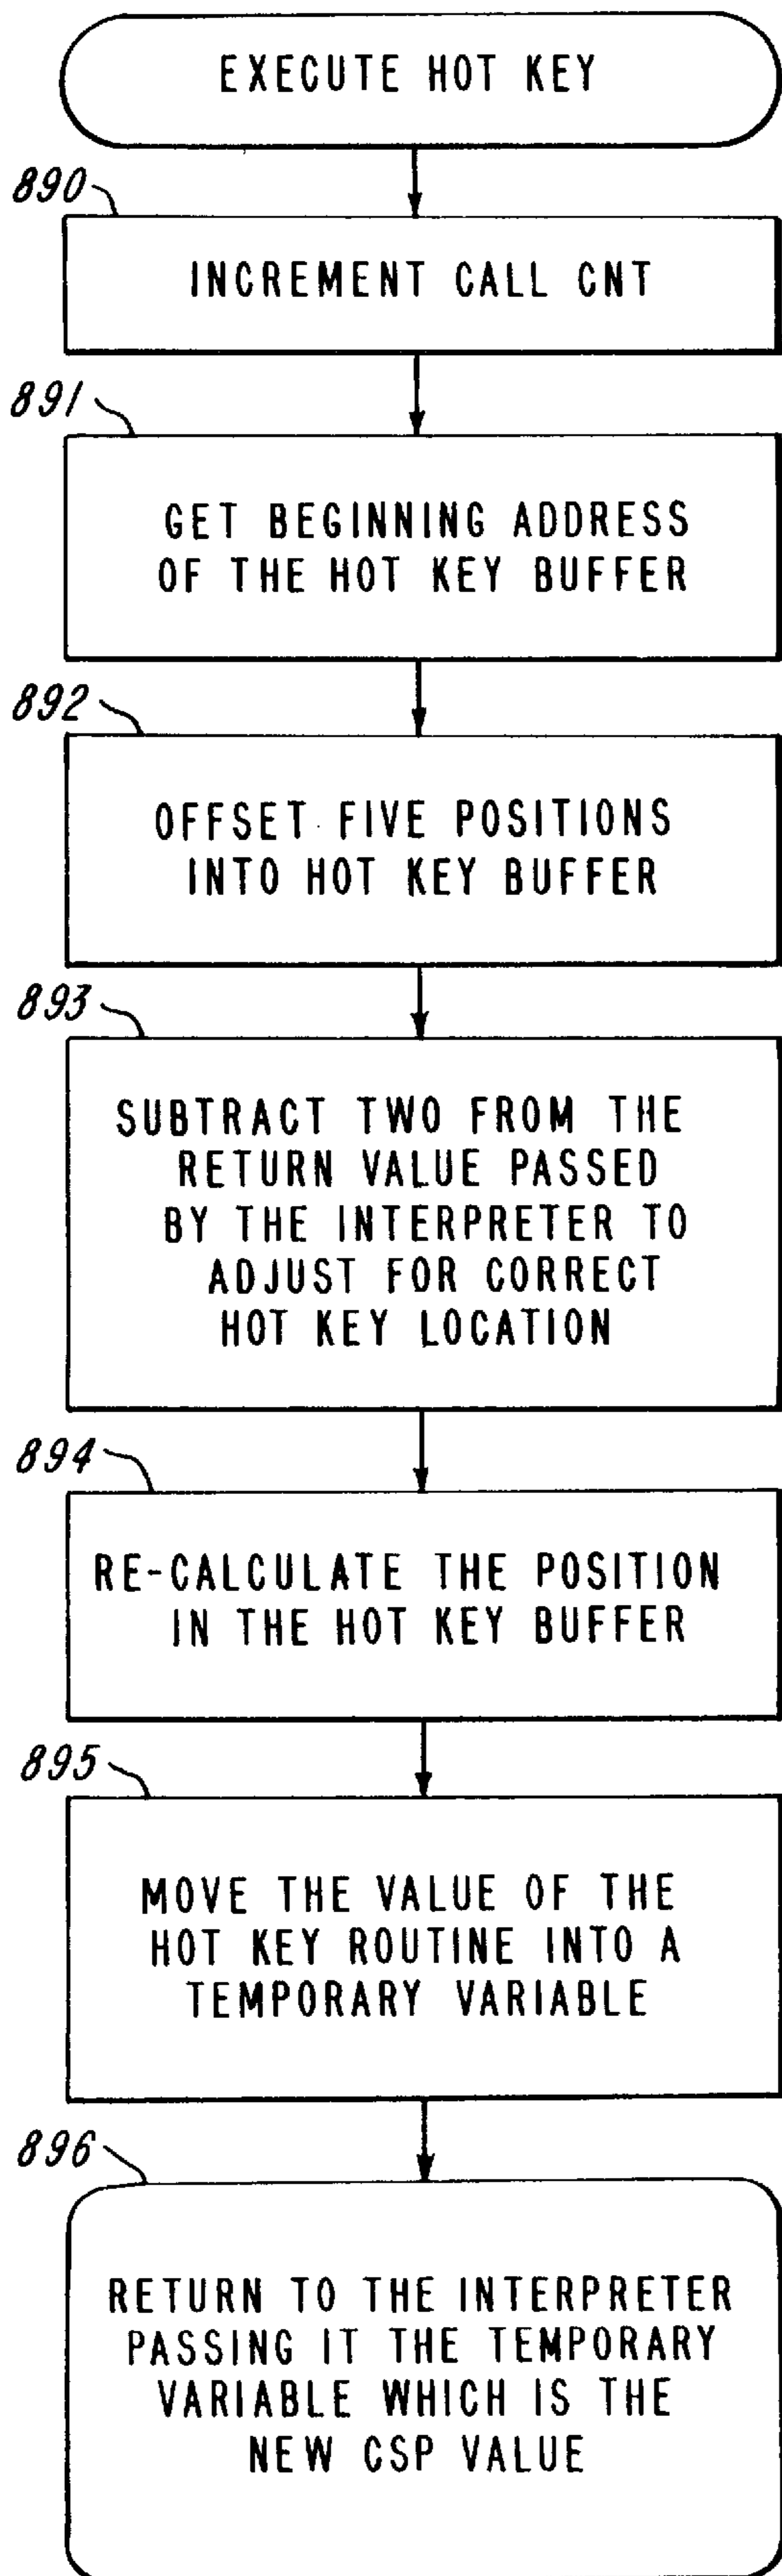 EXECUTE HOT KEY
890
INCREMENT CALL CNT
891
GET BEGINNING ADDRESS
OF THE HOT KEY BUFFER
892
OFFSET FIVE POSITIONS
INTO HOT KEY BUFFER
893
SUBTRACT TWO FROM THE
RETURN VALUE PASSED
BY THE INTERPRETER TO
ADJUST FOR CORRECT
HOT KEY LOCATION
894
RE-CALCULATE THE POSITION
IN THE HOT KEY BUFFER
895
MOVE THE VALUE OF THE
HOT KEY ROUTINE INTO A
TEMPORARY VARIABLE
896
RETURN TO THE INTERPRETER
PASSING IT THE TEMPORARY
VARIABLE WHICH IS THE
NEW CSP VALUE